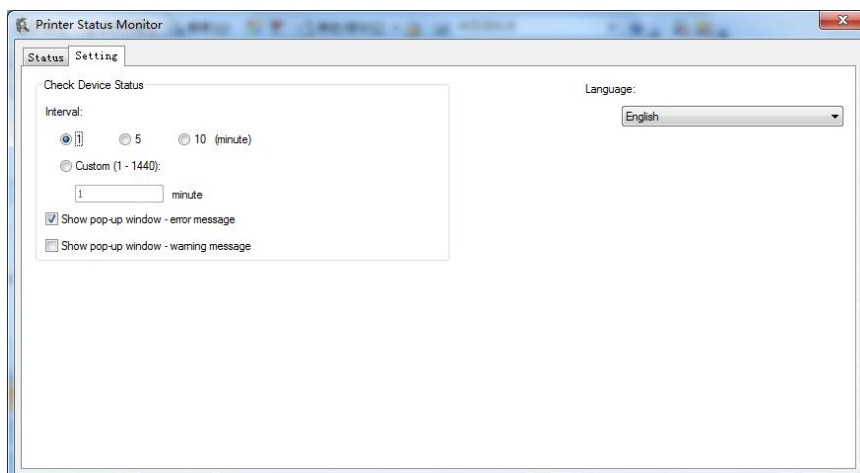 Printer Status Monitor
Status Setting
Check Device Status
Interval:
1 5 10 (minute)
Custom (1 - 1440):
1 minute
Show pop-up window - error message
Show pop-up window - warning message
Language:
English